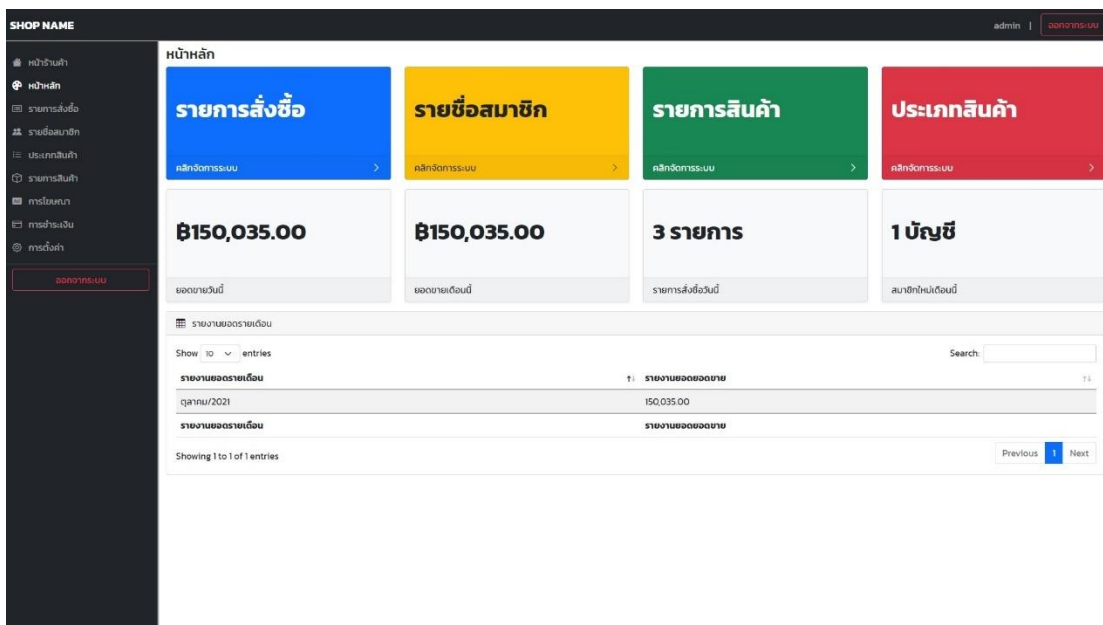 SHOP NAME
admin | ออกจากระบบ
หน้าร้านค้า
หน้าหลัก
รายการสั่งซื้อ
รายชื่อสมาชิก
ประเภทสินค้า
รายการสินค้า
การโฆษณา
การชำระเงิน
การตั้งค่า
ออกจากระบบ
หน้าหลัก
รายการสั่งซื้อ
คลิกจัดการระบบ
รายชื่อสมาชิก
คลิกจัดการระบบ
รายการสินค้า
คลิกจัดการระบบ
ประเภทสินค้า
คลิกจัดการระบบ
฿150,035.00
ยอดขายวันนี้
฿150,035.00
ยอดขายเดือนนี้
3 รายการ
รายการสั่งซื้อวันนี้
1 บัญชี
สมาชิกใหม่เดือนนี้
รายงานยอดรายเดือน
Show 10 entries
Search:
รายงานยอดรายเดือน รายงานยอดยอดขาย
ตุลาคม/2021 150,035.00
รายงานยอดรายเดือน รายงานยอดยอดขาย
Showing 1 to 1 of 1 entries
Previous 1 Next